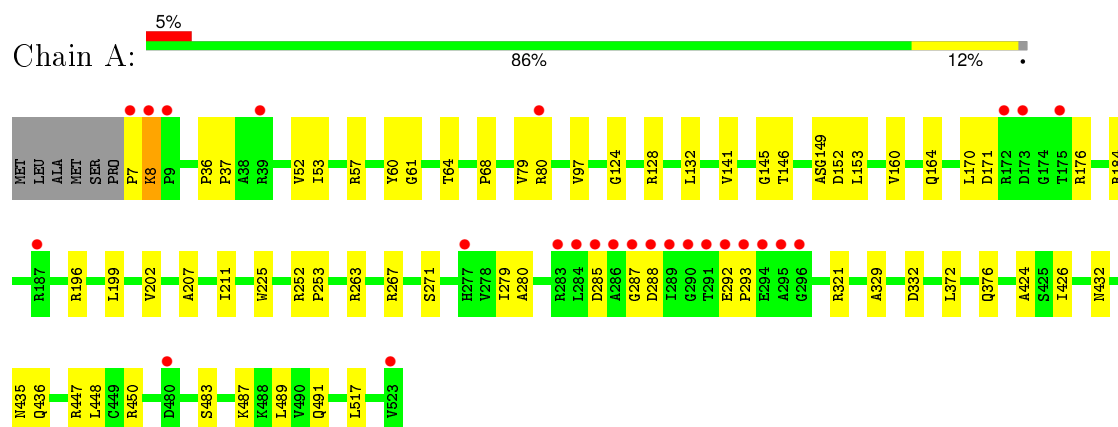 5%
Chain A:
86% 12% •
MET LEU ALA MET SER PRO P7 K8 P9 P36 P37 A38 R39 V52 I53 R57 Y60 G61 T64 P68 V79 R80 V97 G124 R128 L132 V141 G145 T146 ASG149 D152 L153 V160 Q164 L170 D171 R172 D173 G174 T175 R176
R187 R196 L199 V202 A207 I211 W225 R252 P253 R263 R267 S271 H277 V278 I279 A280 R283 L284 D285 A286 G287 D288 I289 G290 T291 E292 P293 E294 A295 G296 R321 A329 D332 L372 Q376 A424 S425 I426 N432
N435 Q436 R447 L448 C449 R450 D480 S483 K487 K488 L489 V490 Q491 L517 V523